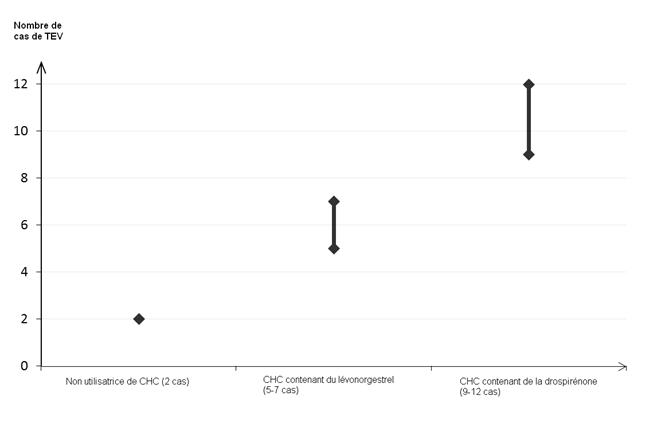 Nombre de
cas de TEV
12
10
8
6
4
2
0
Non utilisatrice de CHC (2 cas)
CHC contenant du lévonorgestrel
(5-7 cas)
CHC contenant de la drospirénone
(9-12 cas)